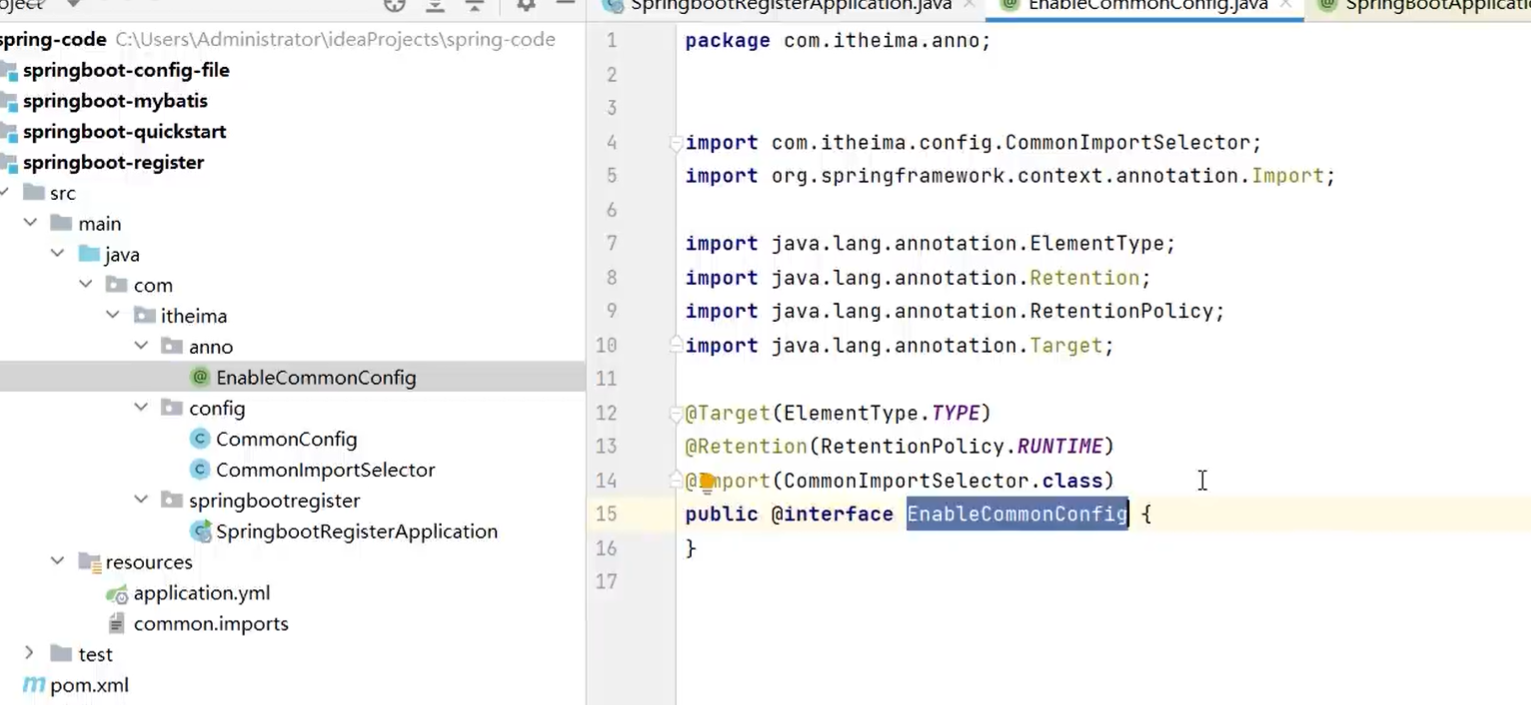 SpringbootRegisterApplication.java
EnableCommonConfig.java
spring-code C:\Users\Administrator\ideaProjects\spring-code
springboot-config-file
springboot-mybatis
springboot-quickstart
springboot-register
src
main
java
com
itheima
anno
EnableCommonConfig
config
CommonConfig
CommonImportSelector
springbootregister
SpringbootRegisterApplication
resources
application.yml
common.imports
test
pom.xml
1 package com.itheima.anno;
2
3
4 import com.itheima.config.CommonImportSelector;
5 import org.springframework.context.annotation.Import;
6
7 import java.lang.annotation.ElementType;
8 import java.lang.annotation.Retention;
9 import java.lang.annotation.RetentionPolicy;
10 import java.lang.annotation.Target;
11
12 @Target(ElementType.TYPE)
13 @Retention(RetentionPolicy.RUNTIME)
14 @Import(CommonImportSelector.class)
15 public @interface EnableCommonConfig {
16 }
17